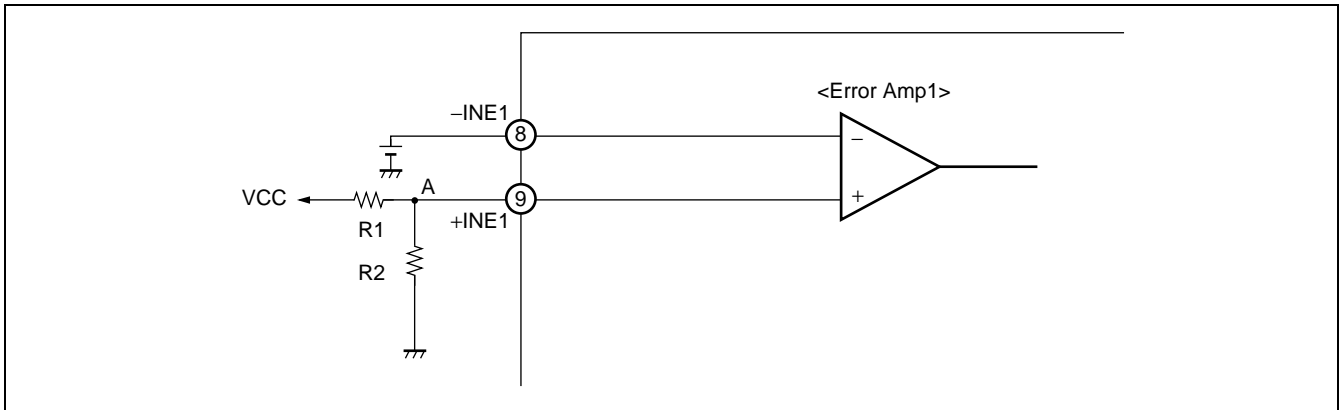 <Error Amp1>
−INE1
8
−
VCC
A
9
+
R1
+INE1
R2